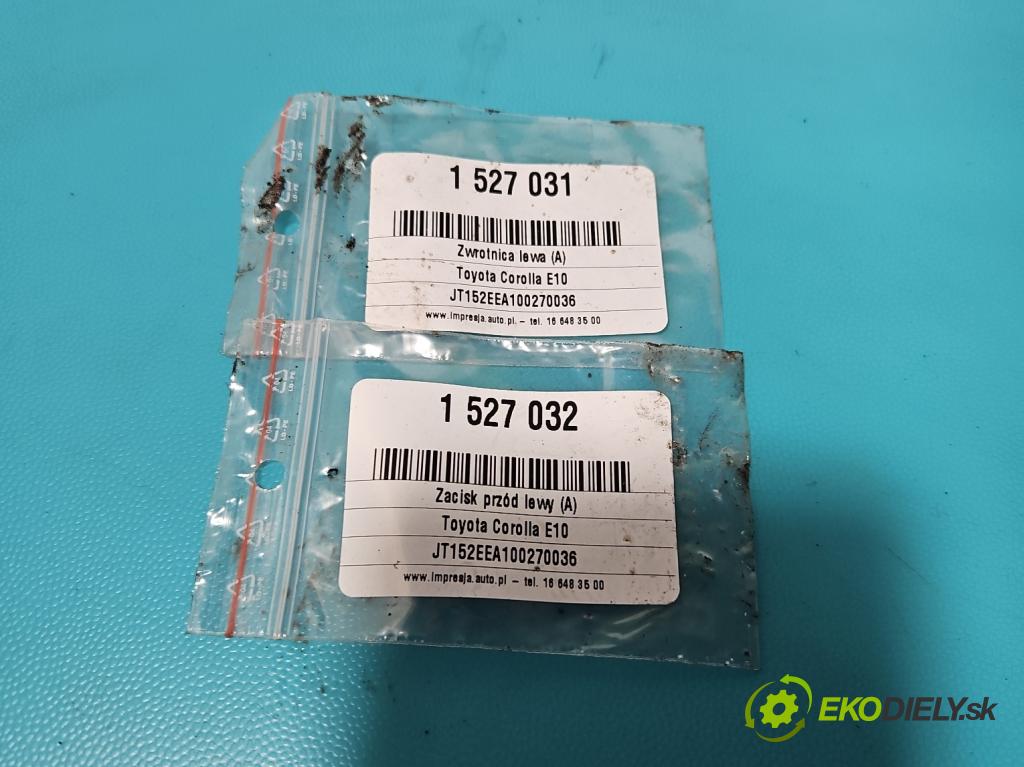 1 527 031
Zwrotnica lewa (A)
Toyota Corolla E10
JT152EEA100270036
www.impresja.auto.pl - tel. 16 648 35 00
1 527 032
Zacisk przód lewy (A)
Toyota Corolla E10
JT152EEA100270036
www.impresja.auto.pl - tel. 16 648 35 00
EKODIELY.sk